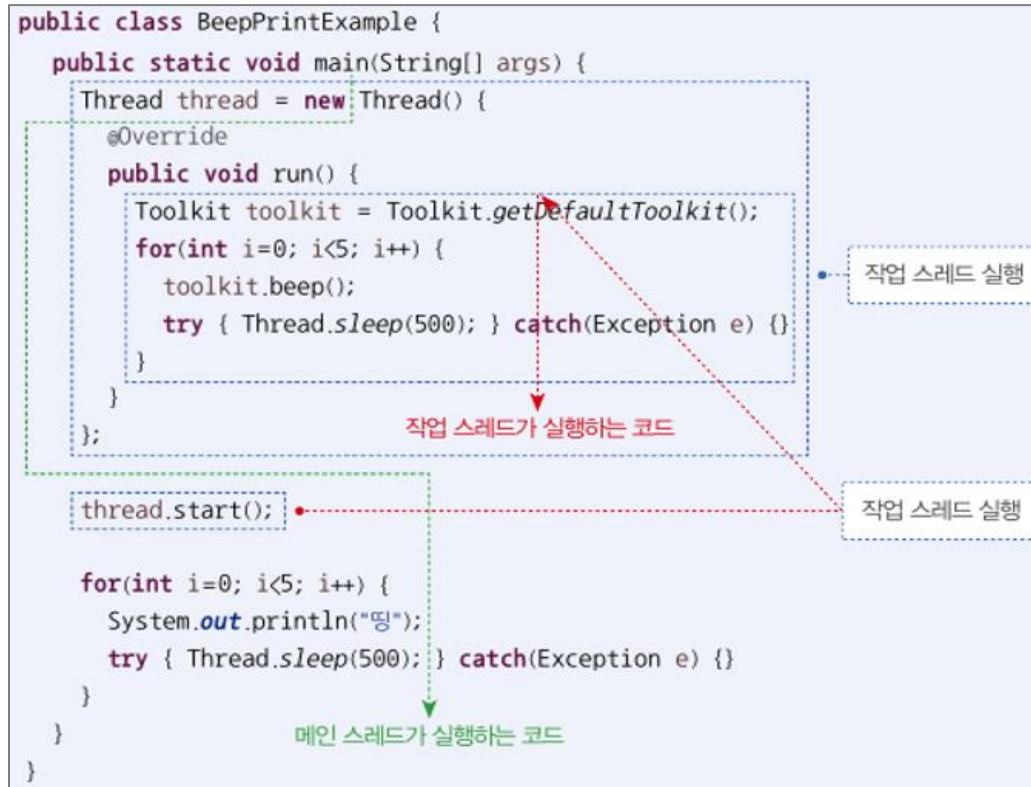 public class BeepPrintExample {
public static void main(String[] args) {
Thread thread = new Thread() {
@Override
public void run() {
Toolkit toolkit = Toolkit.getDefaultToolkit();
for(int i=0; i<5; i++) {
toolkit.beep();
try { Thread.sleep(500); } catch(Exception e) {}
}
}
};
작업 스레드 실행
작업 스레드가 실행하는 코드
thread.start();
작업 스레드 실행
for(int i=0; i<5; i++) {
System.out.println("띵");
try { Thread.sleep(500); } catch(Exception e) {}
}
}
메인 스레드가 실행하는 코드
}